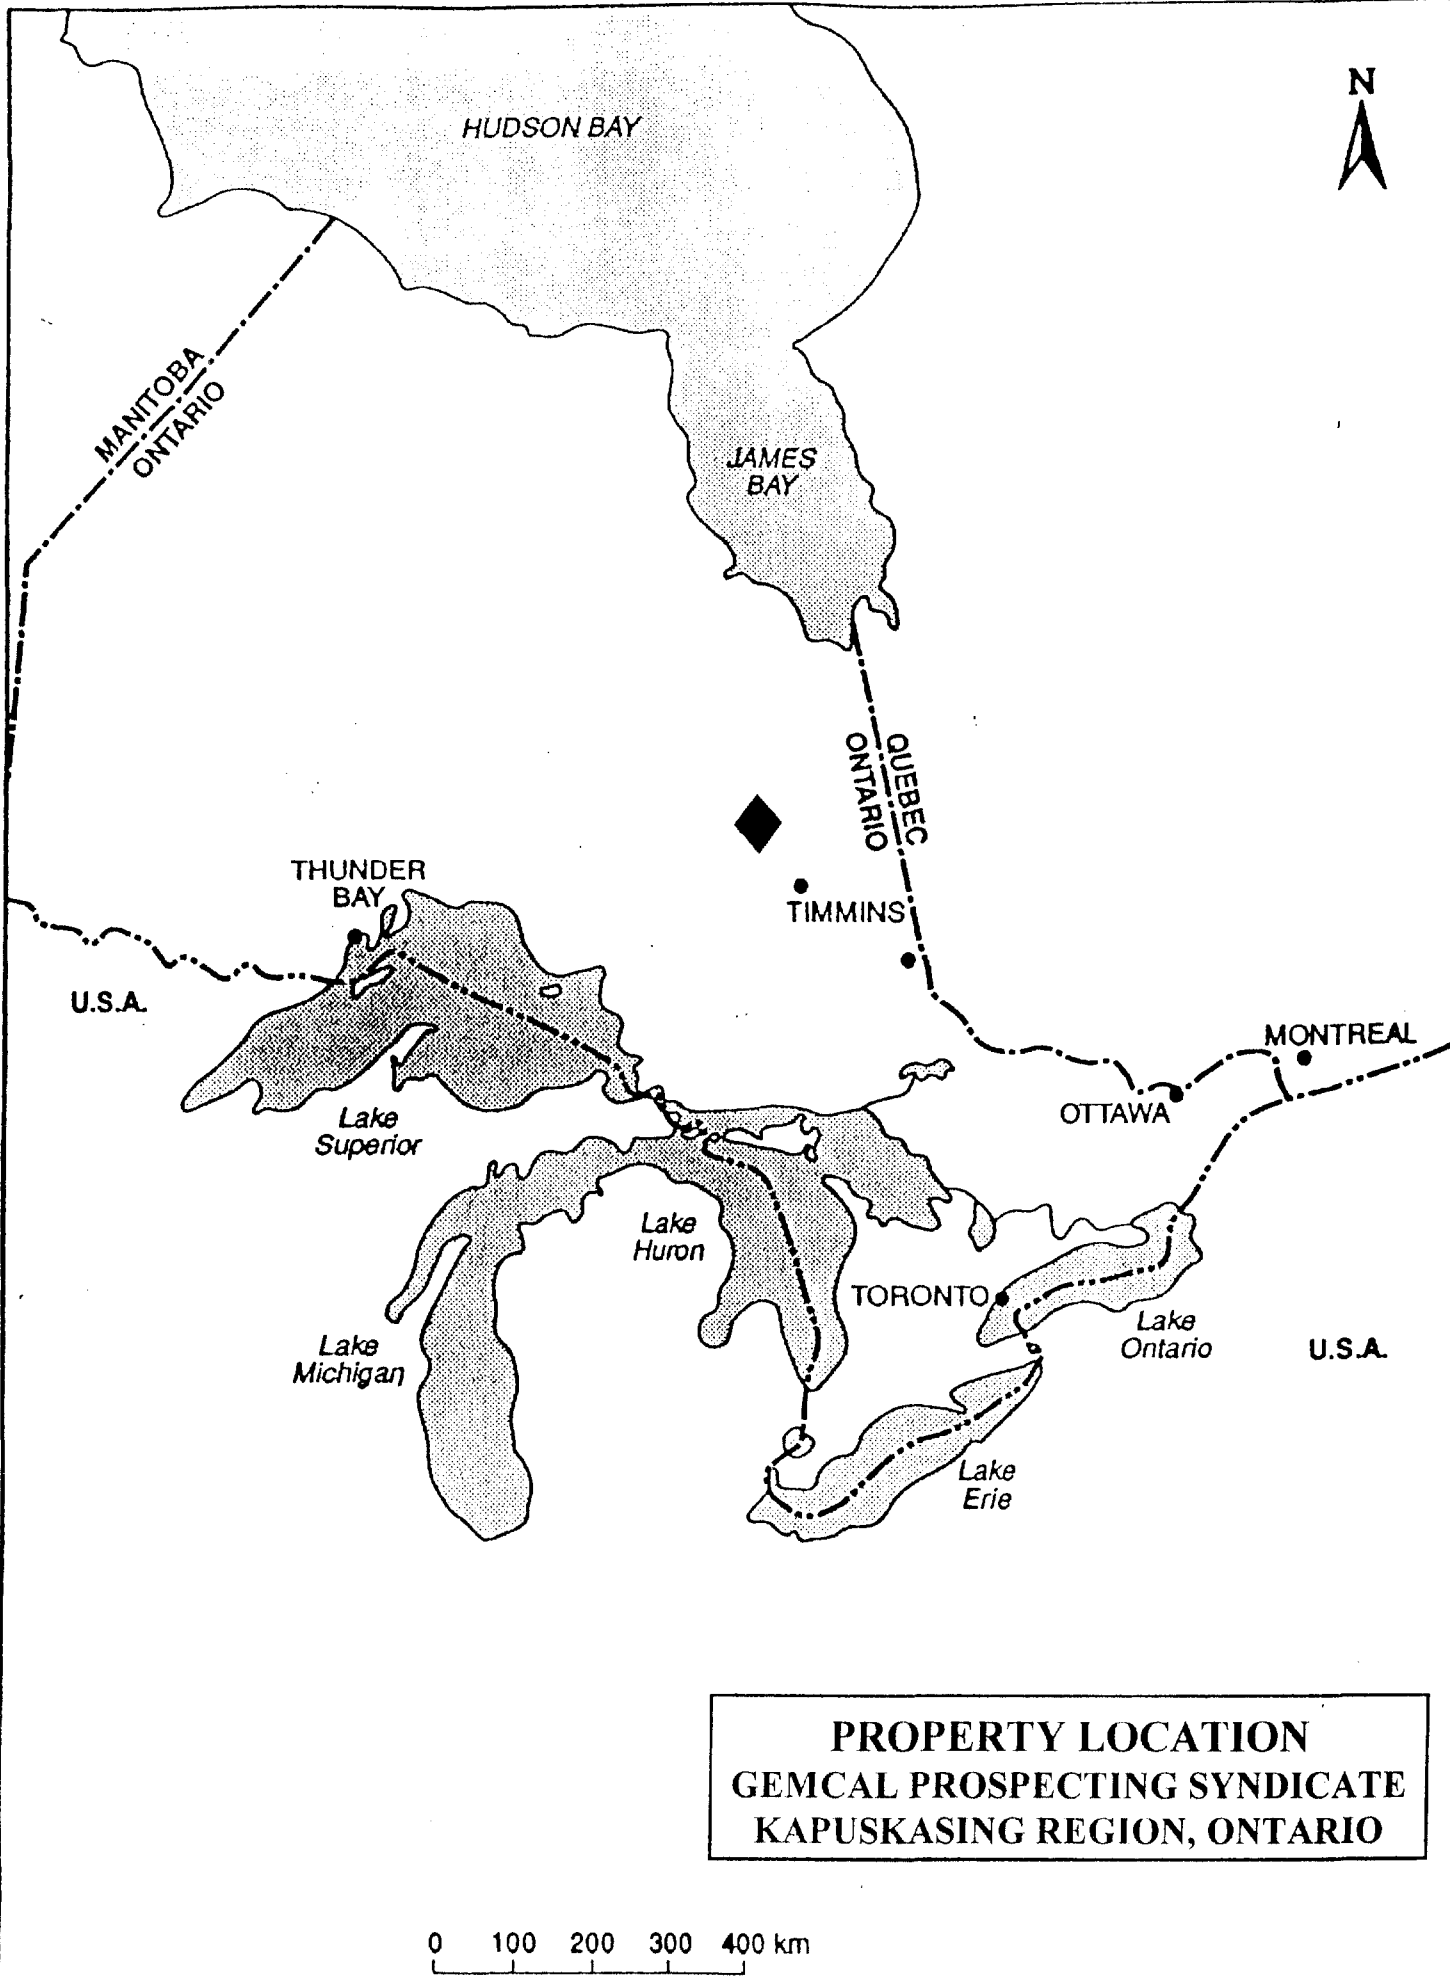 N
HUDSON BAY
MANITOBA
ONTARIO
JAMES
BAY
QUEBEC
ONTARIO
THUNDER
BAY
TIMMINS
U.S.A.
MONTREAL
OTTAWA
Lake
Superior
Lake
Huron
TORONTO
Lake
Ontario
U.S.A.
Lake
Michigan
Lake
Erie
PROPERTY LOCATION
GEMCAL PROSPECTING SYNDICATE
KAPUSKASING REGION, ONTARIO
0 100 200 300 400 km